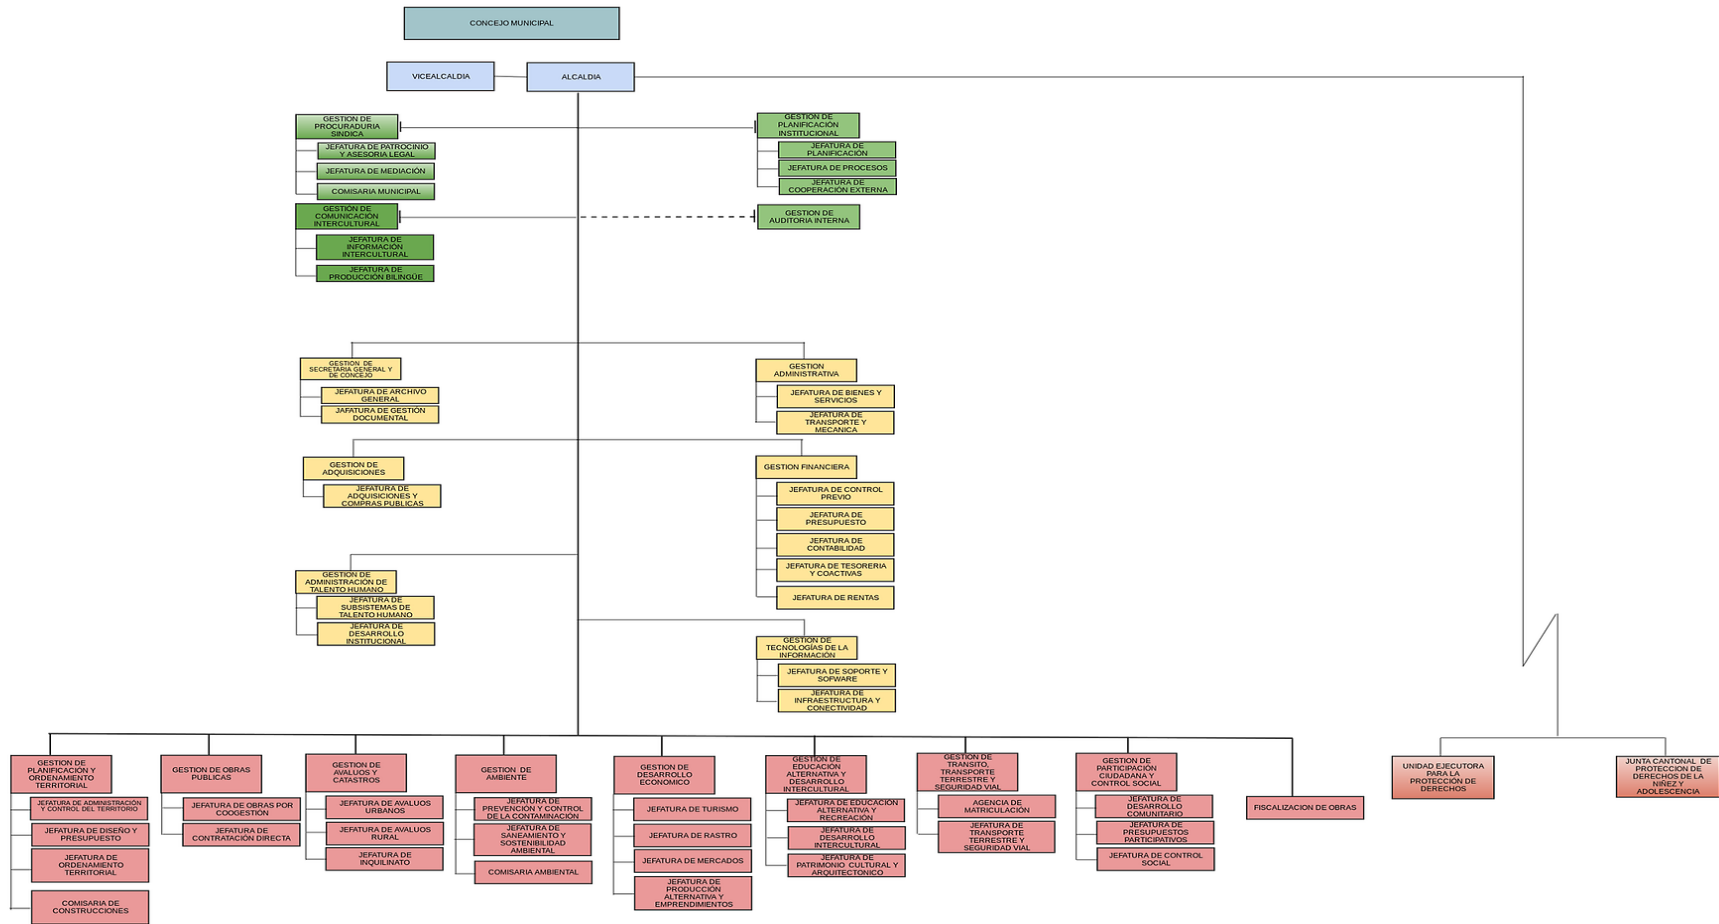 CONCEJO MUNICIPAL
VICEALCALDIA
ALCALDIA
GESTION DE
PROCURADURIA
SINDICA
JEFATURA DE PATROCINIO
Y ASESORIA LEGAL
JEFATURA DE MEDIACIÓN
COMISARIA MUNICIPAL
GESTIÓN DE
COMUNICACIÓN
INTERCULTURAL
JEFATURA DE
INFORMACIÓN
INTERCULTURAL
JEFATURA DE
PRODUCCIÓN BILINGÜE
GESTION DE
PLANIFICACIÓN
INSTITUCIONAL
JEFATURA DE
PLANIFICACIÓN
JEFATURA DE PROCESOS
JEFATURA DE
COOPERACIÓN EXTERNA
GESTION DE
AUDITORIA INTERNA
GESTION DE
SECRETARIA GENERAL Y
DE CONCEJO
JEFATURA DE ARCHIVO
GENERAL
JAFATURA DE GESTIÓN
DOCUMENTAL
GESTION
ADMINISTRATIVA
JEFATURA DE BIENES Y
SERVICIOS
JEFATURA DE
TRANSPORTE Y
MECANICA
GESTION DE
ADQUISICIONES
JEFATURA DE
ADQUISICIONES Y
COMPRAS PUBLICAS
GESTION FINANCIERA
JEFATURA DE CONTROL
PREVIO
JEFATURA DE
PRESUPUESTO
JEFATURA DE
CONTABILIDAD
JEFATURA DE TESORERIA
Y COACTIVAS
JEFATURA DE RENTAS
GESTION DE
ADMINISTRACIÓN DE
TALENTO HUMANO
JEFATURA DE
SUBSISTEMAS DE
TALENTO HUMANO
JEFATURA DE
DESARROLLO
INSTITUCIONAL
GESTION DE
TECNOLOGÍAS DE LA
INFORMACIÓN
JEFATURA DE SOPORTE Y
SOFWARE
JEFATURA DE
INFRAESTRUCTURA Y
CONECTIVIDAD
GESTION DE
PLANIFICACIÓN Y
ORDENAMIENTO
TERRITORIAL
JEFATURA DE ADMINISTRACIÓN
Y CONTROL DEL TERRITORIO
JEFATURA DE DISEÑO Y
PRESUPUESTO
JEFATURA DE
ORDENAMIENTO
TERRITORIAL
COMISARIA DE
CONSTRUCCIONES
GESTION DE OBRAS
PUBLICAS
JEFATURA DE OBRAS POR
COOGESTIÓN
JEFATURA DE
CONTRATACIÓN DIRECTA
GESTION DE
AVALUOS Y
CATASTROS
JEFATURA DE AVALUOS
URBANOS
JEFATURA DE AVALUOS
RURAL
JEFATURA DE
INQUILINATO
GESTION DE
AMBIENTE
JEFATURA DE
PREVENCIÓN Y CONTROL
DE LA CONTAMINACIÓN
JEFATURA DE
SANEAMIENTO Y
SOSTENIBILIDAD
AMBIENTAL
COMISARIA AMBIENTAL
GESTION DE
DESARROLLO
ECONOMICO
JEFATURA DE TURISMO
JEFATURA DE RASTRO
JEFATURA DE MERCADOS
JEFATURA DE
PRODUCCIÓN
ALTERNATIVA Y
EMPRENDIMIENTOS
GESTION DE
EDUCACIÓN
ALTERNATIVA Y
DESARROLLO
INTERCULTURAL
JEFATURA DE EDUCACIÓN
ALTERNATIVA Y
RECREACIÓN
JEFATURA DE
DESARROLLO
INTERCULTURAL
JEFATURA DE
PATRIMONIO CULTURAL Y
ARQUITECTONICO
GESTION DE
TRANSITO,
TRANSPORTE
TERRESTRE Y
SEGURIDAD VIAL
AGENCIA DE
MATRICULACIÓN
JEFATURA DE
TRANSPORTE
TERRESTRE Y
SEGURIDAD VIAL
GESTION DE
PARTICIPACIÓN
CIUDADANA Y
CONTROL SOCIAL
JEFATURA DE
DESARROLLO
COMUNITARIO
JEFATURA DE
PRESUPUESTOS
PARTICIPATIVOS
JEFATURA DE CONTROL
SOCIAL
FISCALIZACION DE OBRAS
UNIDAD EJECUTORA
PARA LA
PROTECCIÓN DE
DERECHOS
JUNTA CANTONAL DE
PROTECCION DE
DERECHOS DE LA
NIÑEZ Y
ADOLESCENCIA